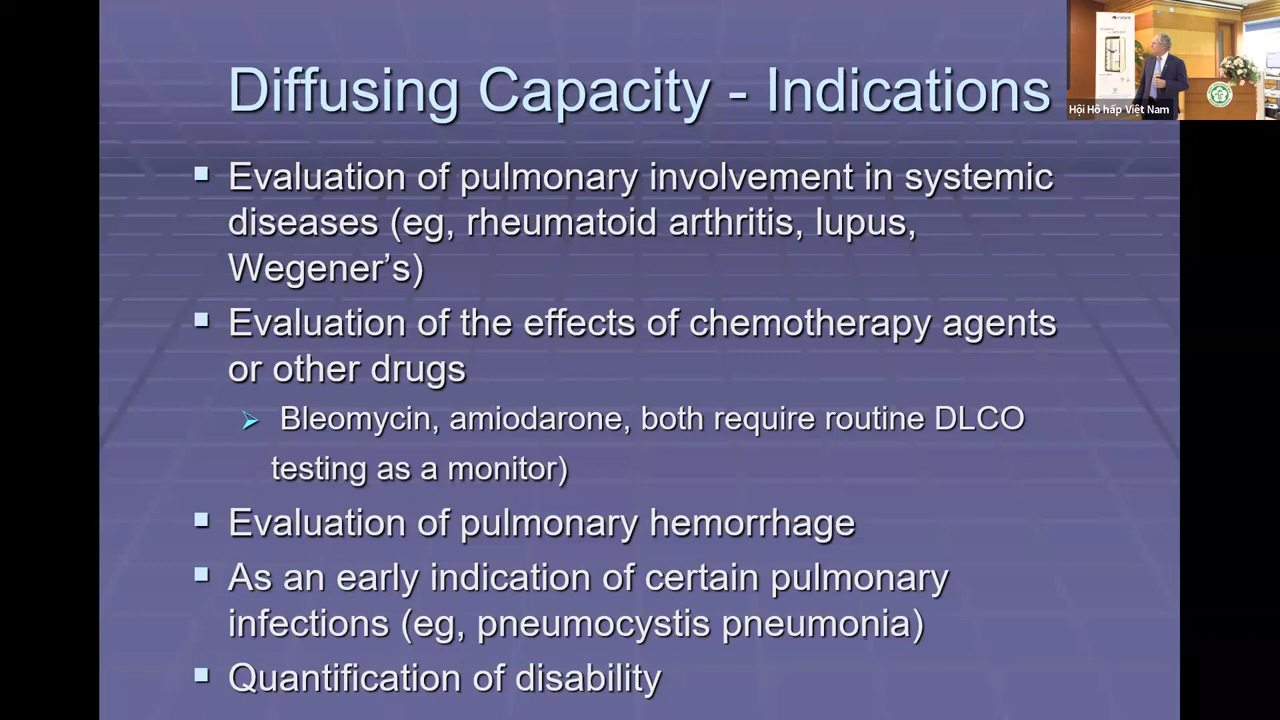 Diffusing Capacity - Indications
Hội Hô hấp Việt Nam
▪ Evaluation of pulmonary involvement in systemic
diseases (eg, rheumatoid arthritis, lupus,
Wegener’s)
▪ Evaluation of the effects of chemotherapy agents
or other drugs
➢ Bleomycin, amiodarone, both require routine DLCO
testing as a monitor)
▪ Evaluation of pulmonary hemorrhage
▪ As an early indication of certain pulmonary
infections (eg, pneumocystis pneumonia)
▪ Quantification of disability